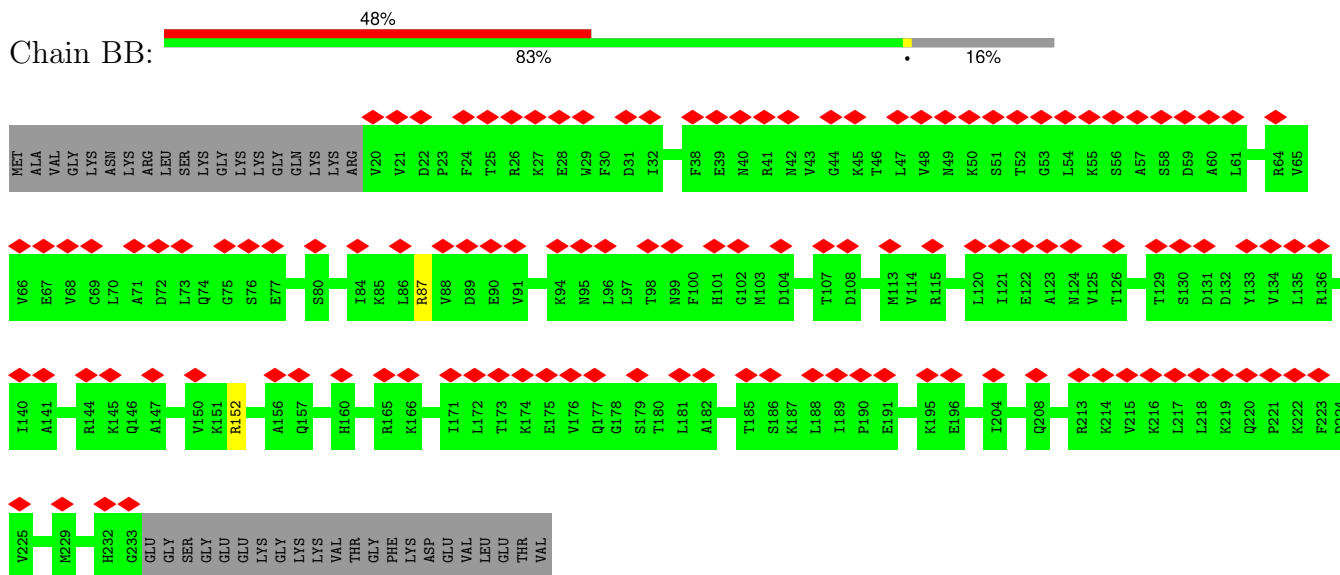 48%
Chain BB:
83% • 16%
MET ALA VAL GLY LYS ASN LYS ARG LEU SER LYS GLY LYS LYS GLY GLN LYS LYS ARG V20 V21 D22 P23 F24 T25 R26 K27 E28 W29 F30 D31 I32 F38 E39 N40 R41 N42 V43 G44 K45 T46 L47 V48 N49 K50 S51 T52 G53 L54 K55 S56 A57 S58 D59 A60 L61 R64 V65
V66 E67 V68 C69 L70 A71 D72 L73 Q74 G75 S76 E77 S80 I84 K85 L86 R87 V88 D89 E90 V91 K94 N95 L96 L97 T98 N99 F100 H101 G102 M103 D104 T107 D108 M113 V114 R115 L120 I121 E122 A123 N124 V125 T126 T129 S130 D131 D132 Y133 V134 L135 R136
I140 A141 R144 K145 Q146 A147 V150 K151 R152 A156 Q157 H160 R165 K166 I171 L172 T173 K174 E175 V176 Q177 G178 S179 T180 L181 A182 T185 S186 K187 L188 I189 P190 E191 K195 E196 I204 Q208 R213 K214 V215 K216 L217 L218 K219 Q220 P221 K222 F223
V225 M229 H232 G233 GLU GLY SER GLY GLU GLU LYS GLY LYS LYS VAL THR GLY PHE LYS ASP GLU VAL LEU GLU THR VAL